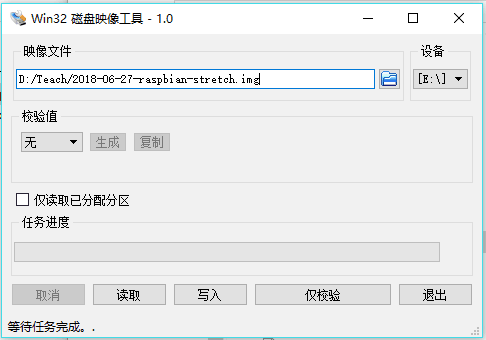 Win32 磁盘映像工具 - 1.0
映像文件
设备
D:/Teach/2018-06-27-raspbian-stretch.img
[E:\]
校验值
无
生成
复制
仅读取已分配分区
任务进度
取消
读取
写入
仅校验
退出
等待任务完成。.